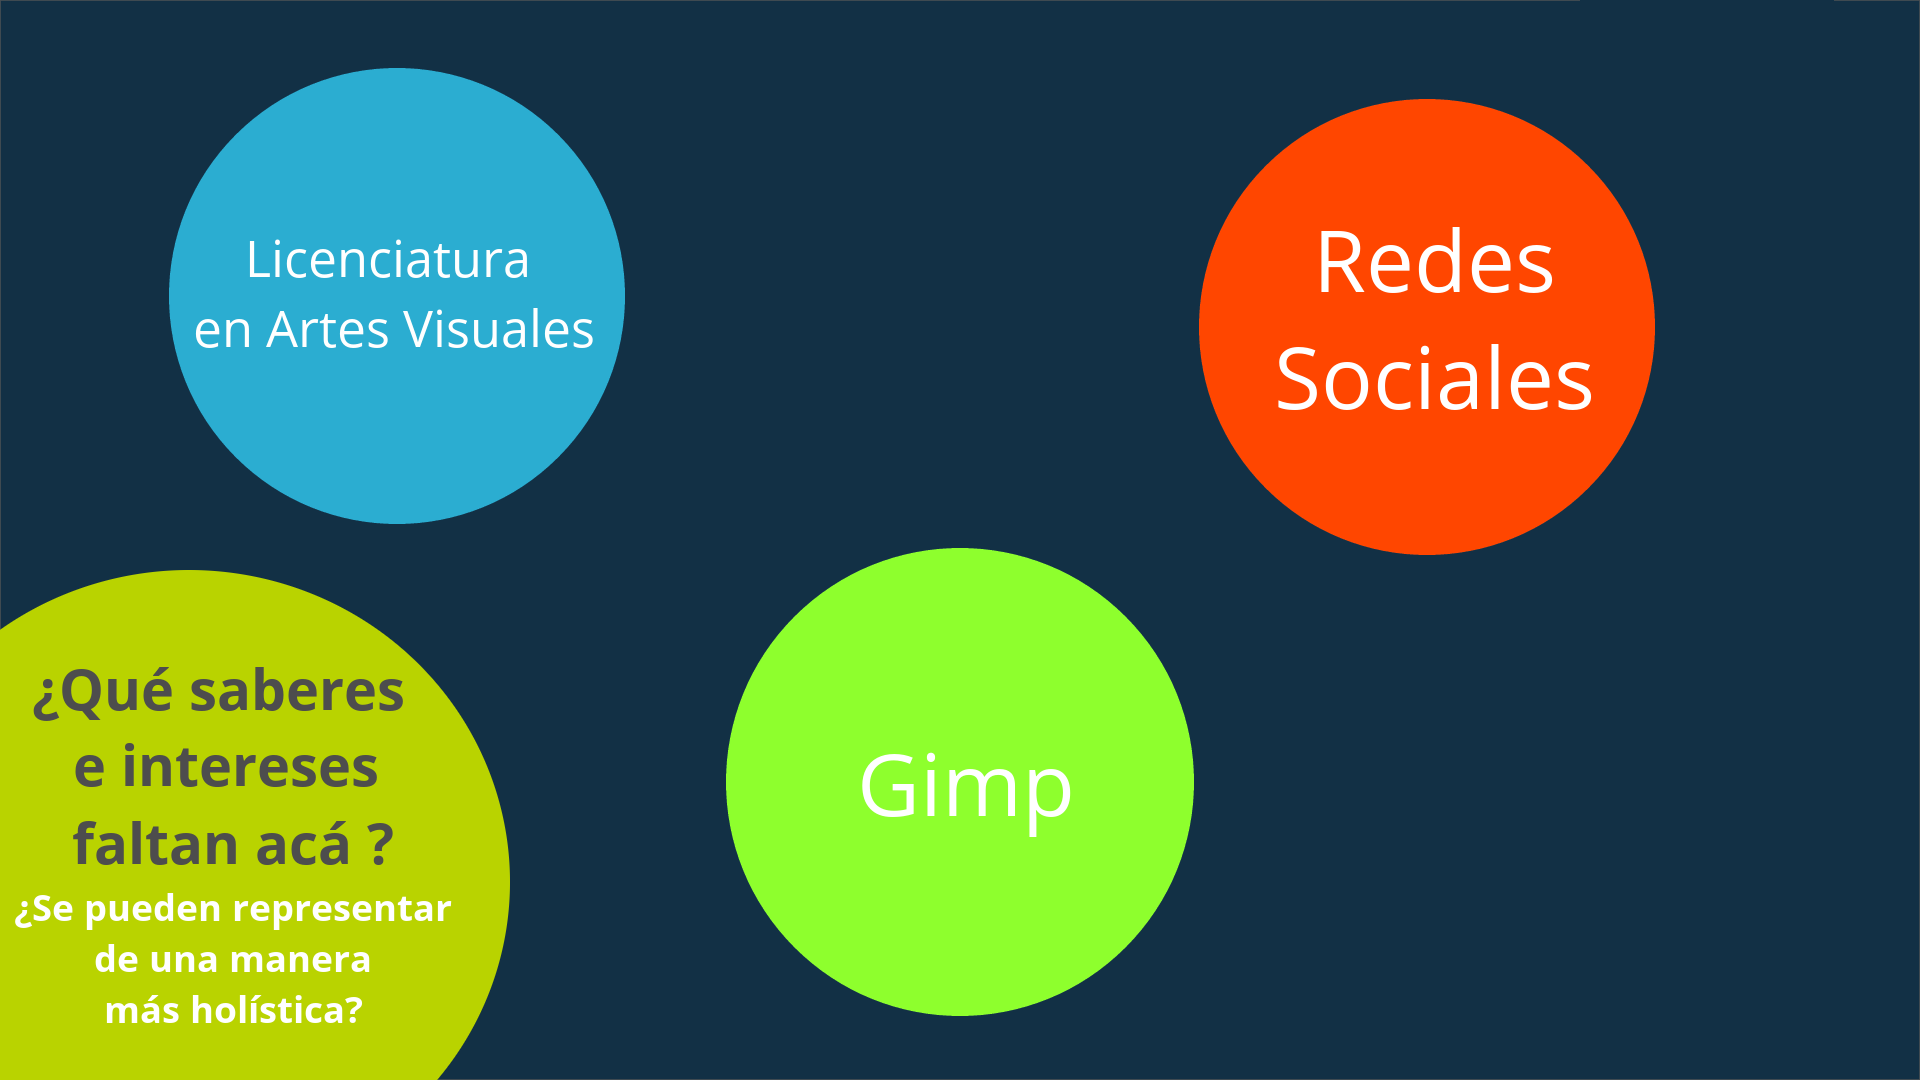 Licenciatura
en Artes Visuales
Redes
Sociales
Gimp
¿Qué saberes
e intereses
faltan acá ?
¿Se pueden representar
de una manera
más holística?